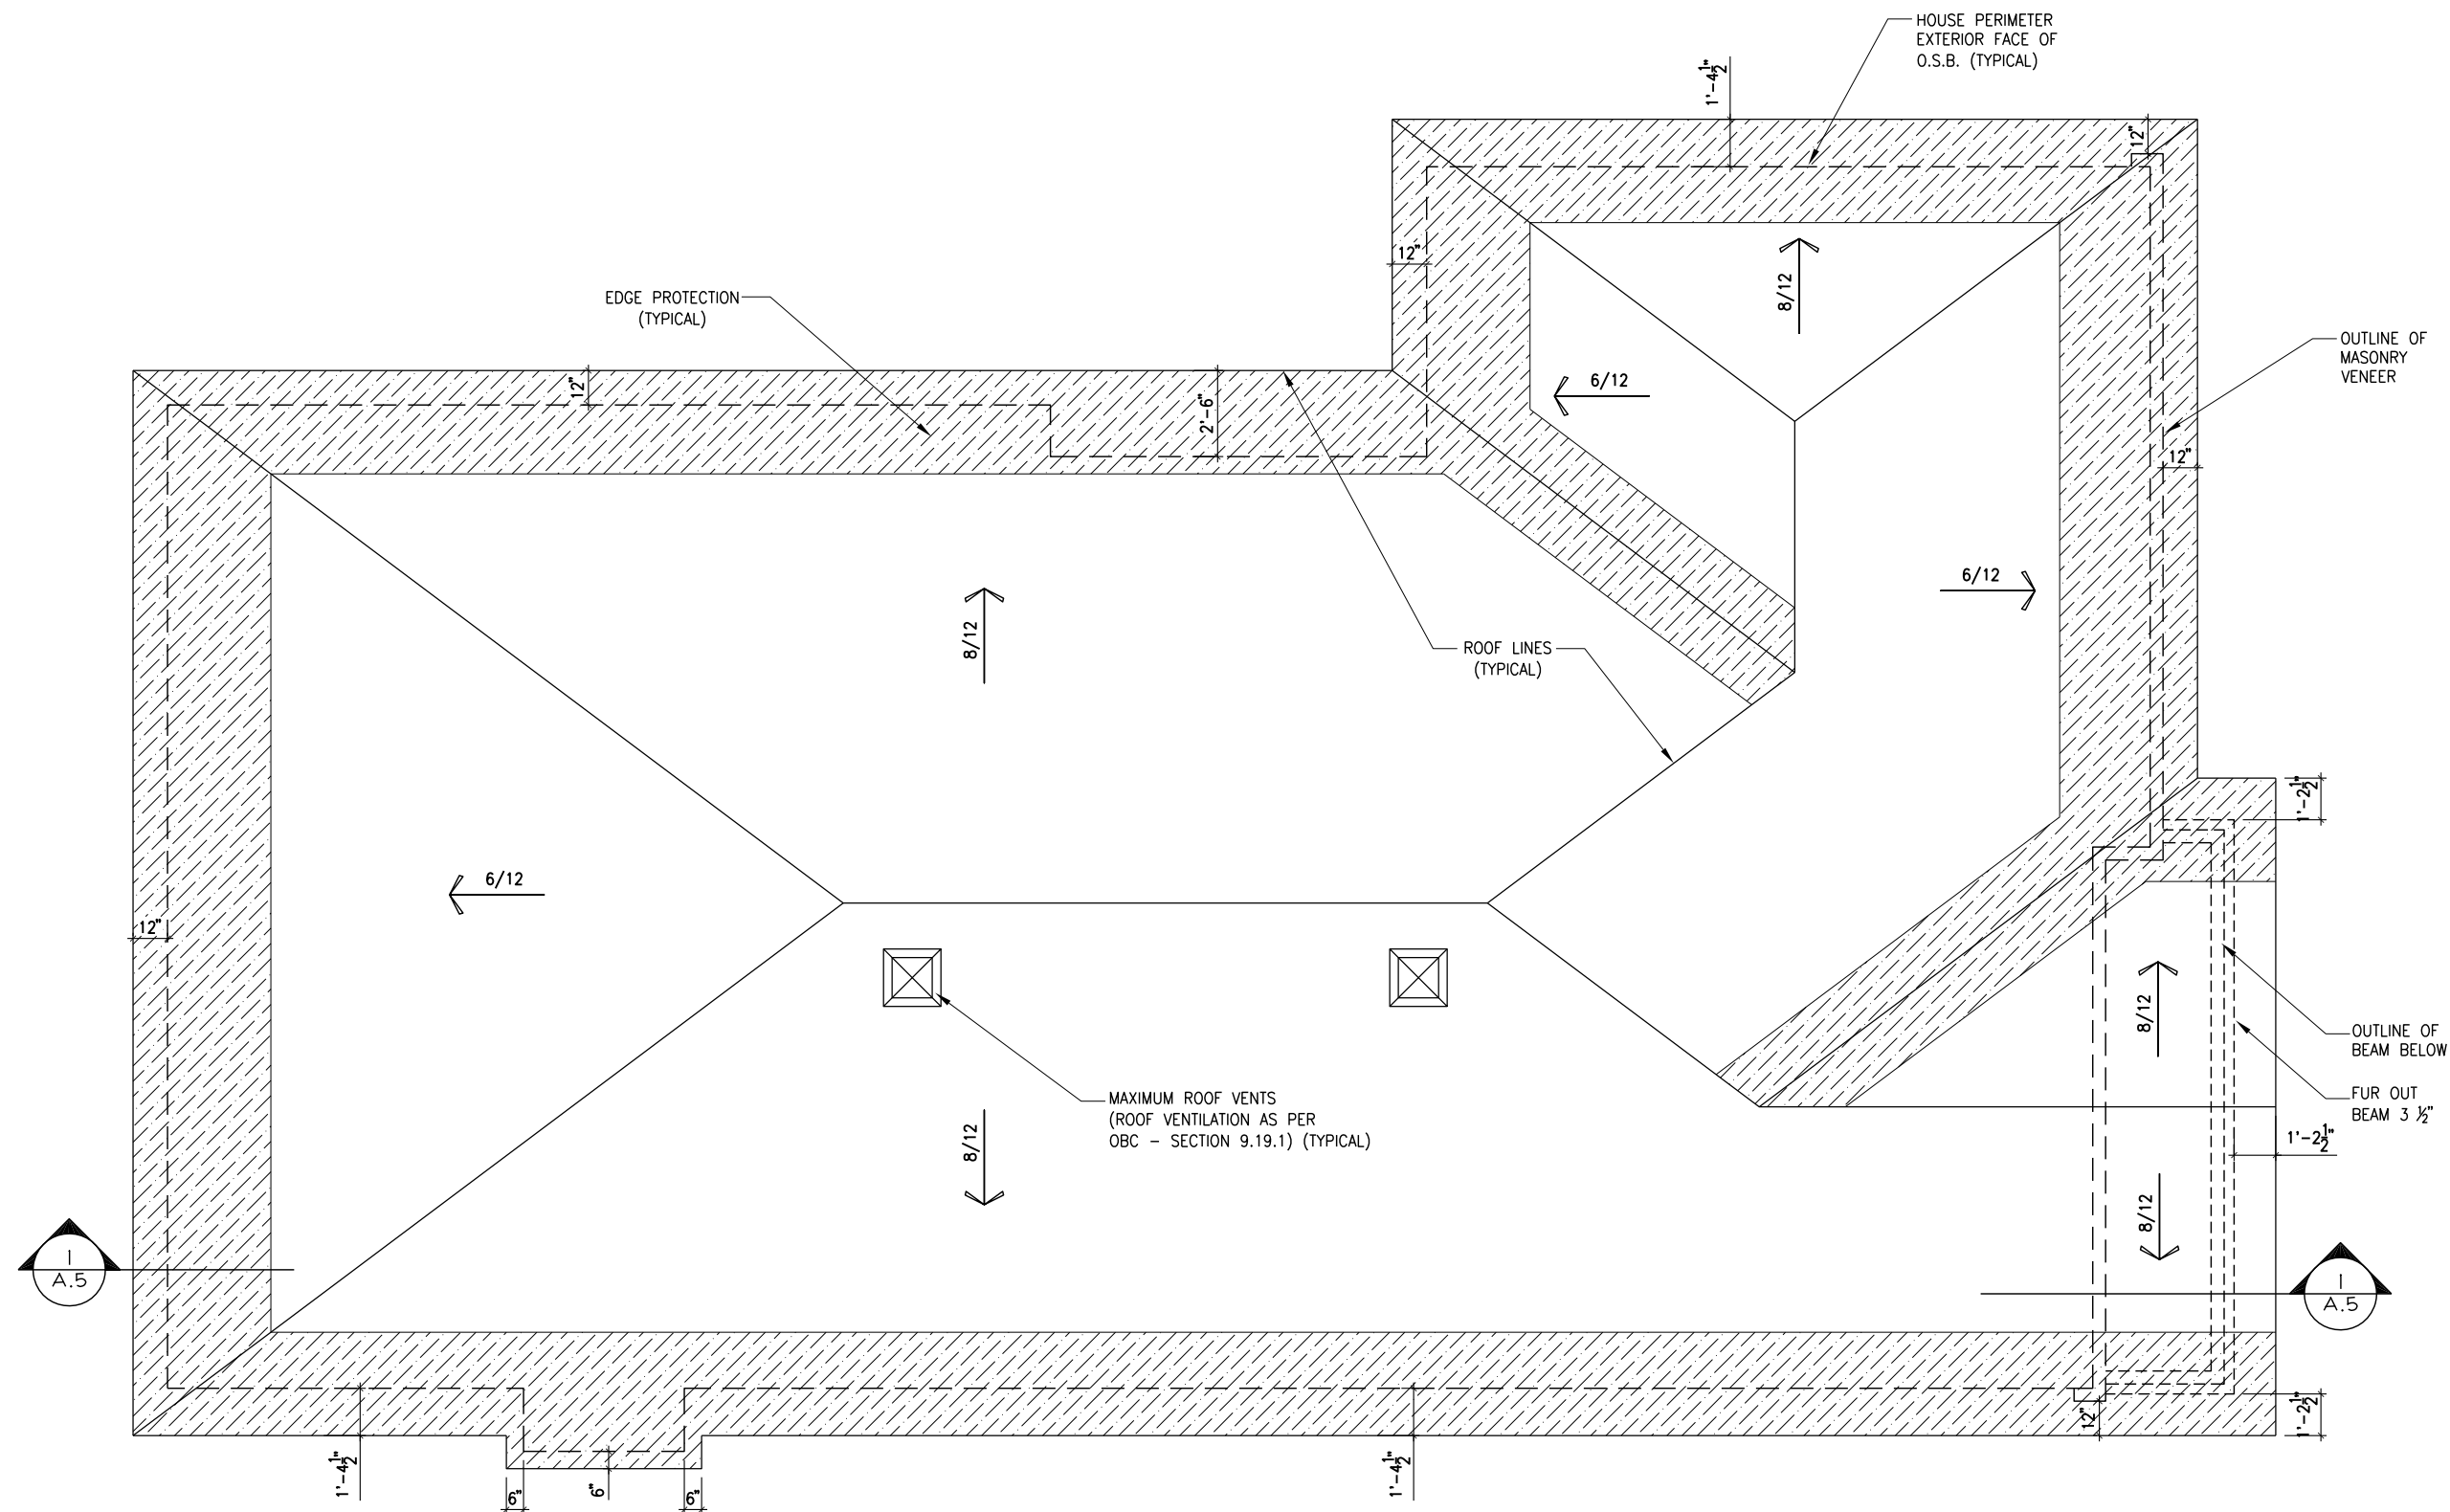 HOUSE PERIMETER
EXTERIOR FACE OF
O.S.B. (TYPICAL)
1'-4½"
12"
12"
8/12
EDGE PROTECTION
(TYPICAL)
12"
2'-6"
6/12
OUTLINE OF
MASONRY
VENEER
12"
6/12
8/12
ROOF LINES
(TYPICAL)
1'-2½"
6/12
12"
8/12
OUTLINE OF
BEAM BELOW
FUR OUT
BEAM 3 ½"
MAXIMUM ROOF VENTS
(ROOF VENTILATION AS PER
OBC - SECTION 9.19.1) (TYPICAL)
8/12
1'-2½"
8/12
1
A.5
1
A.5
1'-4½"
6"
6"
6"
1'-4½"
12"
1'-2½"